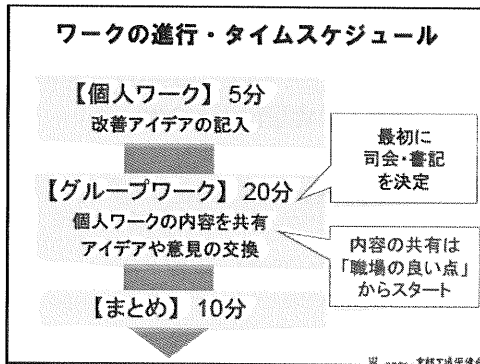 ワークの進行・タイムスケジュール
【個人ワーク】 5分
改善アイデアの記入
最初に
司会・書記
を決定
【グループワーク】 20分
個人ワークの内容を共有
アイデアや意見の交換
内容の共有は
「職場の良い点」
からスタート
【まとめ】 10分